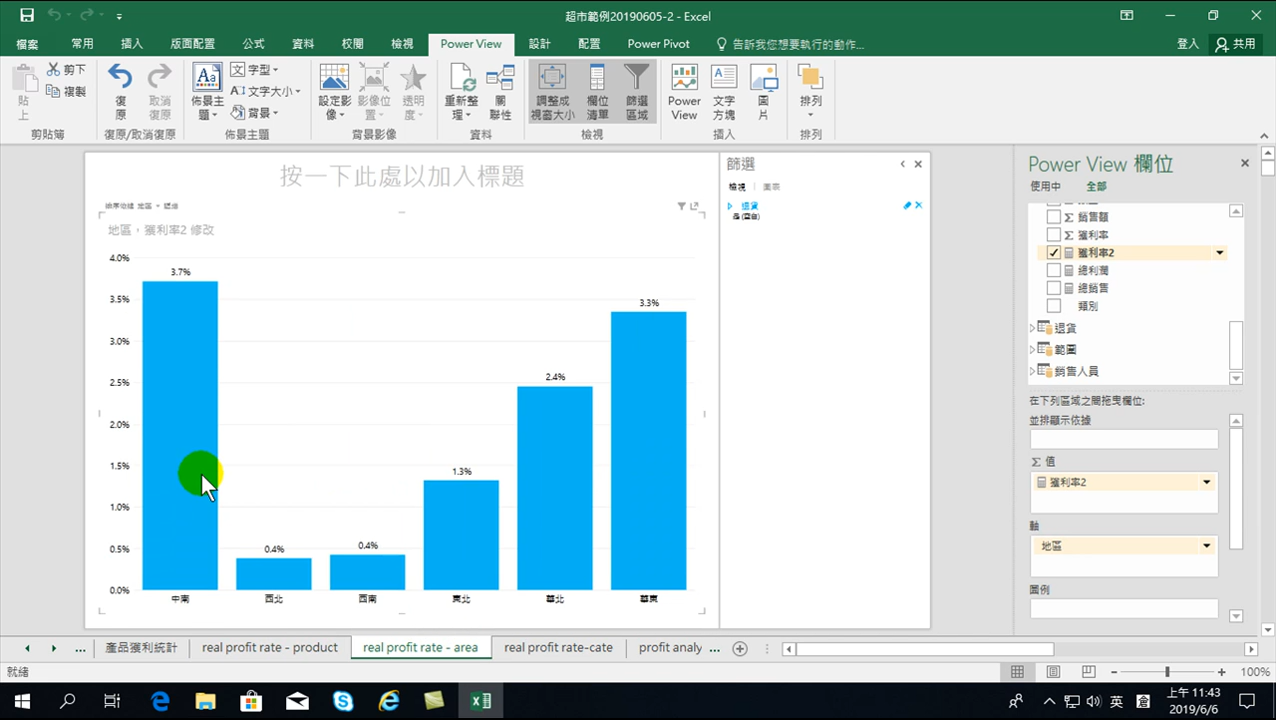 超市範例20190605-2 - Excel
檔案 常用 插入 版面配置 公式 資料 校閱 檢視 Power View 設計 配置 Power Pivot 告訴我您想要執行的動作... 登入 共用
貼上 剪下 複製 剪貼簿
復原 取消復原 復原/取消復原
佈景主題 字型 文字大小 背景 佈景主題
設定影像 影像位置 透明度 背景影像
重新整理 關聯性 資料
調整成視窗大小 欄位清單 篩選區域 檢視
Power View 文字方塊 圖片 插入
排列 排列
按一下此處以加入標題
地區，獲利率2 修改
4.0%
3.5%
3.0%
2.5%
2.0%
1.5%
1.0%
0.5%
0.0%
3.7%
0.4%
0.4%
1.3%
2.4%
3.3%
中南 西北 西南 東北 華北 華東
篩選
檢視 圖表
退貨
是 (空白)
Power View 欄位
使用中 全部
銷售額
獲利率
獲利率2
總利潤
總銷售
類別
退貨
範圍
銷售人員
在下列區域之間拖曳欄位:
並排顯示依據
Σ 值
獲利率2
軸
地區
圖例
... 產品獲利統計 real profit rate - product real profit rate - area real profit rate-cate profit analy ...
就緒 100%
英 上午 11:43
2019/6/6